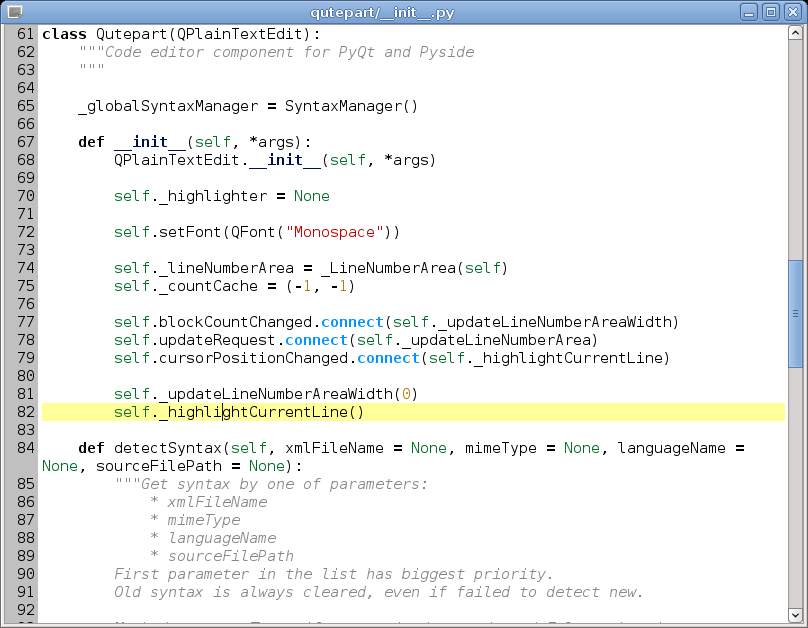 qutepart/__init__.py
61 class Qutepart(QPlainTextEdit):
62     """Code editor component for PyQt and Pyside
63     """
64
65     _globalSyntaxManager = SyntaxManager()
66
67     def __init__(self, *args):
68         QPlainTextEdit.__init__(self, *args)
69
70         self._highlighter = None
71
72         self.setFont(QFont("Monospace"))
73
74         self._lineNumberArea = _LineNumberArea(self)
75         self._countCache = (-1, -1)
76
77         self.blockCountChanged.connect(self._updateLineNumberAreaWidth)
78         self.updateRequest.connect(self._updateLineNumberArea)
79         self.cursorPositionChanged.connect(self._highlightCurrentLine)
80
81         self._updateLineNumberAreaWidth(0)
82         self._highlightCurrentLine()
83
84     def detectSyntax(self, xmlFileName = None, mimeType = None, languageName =
None, sourceFilePath = None):
85         """Get syntax by one of parameters:
86             * xmlFileName
87             * mimeType
88             * languageName
89             * sourceFilePath
90         First parameter in the list has biggest priority.
91         Old syntax is always cleared, even if failed to detect new.
92